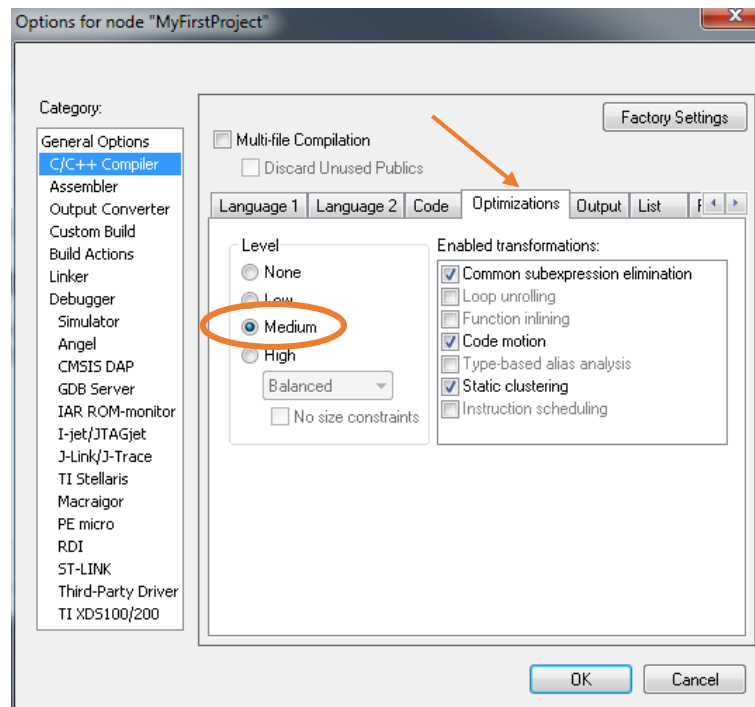 Options for node "MyFirstProject"
Category:
General Options
C/C++ Compiler
Assembler
Output Converter
Custom Build
Build Actions
Linker
Debugger
Simulator
Angel
CMSIS DAP
GDB Server
IAR ROM-monitor
I-jet/JTAGjet
J-Link/J-Trace
TI Stellaris
Macraigor
PE micro
RDI
ST-LINK
Third-Party Driver
TI XDS100/200
Factory Settings
Multi-file Compilation
Discard Unused Publics
Language 1 Language 2 Code Optimizations Output List
Level
None
Low
Medium
High
Balanced
No size constraints
Enabled transformations:
Common subexpression elimination
Loop unrolling
Function inlining
Code motion
Type-based alias analysis
Static clustering
Instruction scheduling
OK Cancel